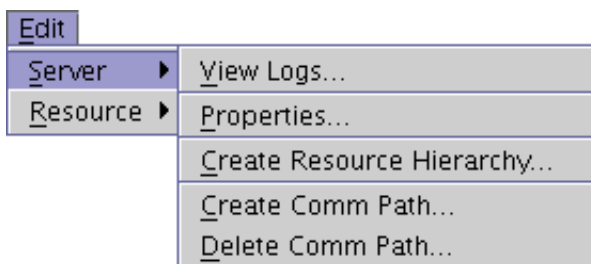 Edit
Server
View Logs...
Resource
Properties...
Create Resource Hierarchy...
Create Comm Path...
Delete Comm Path...